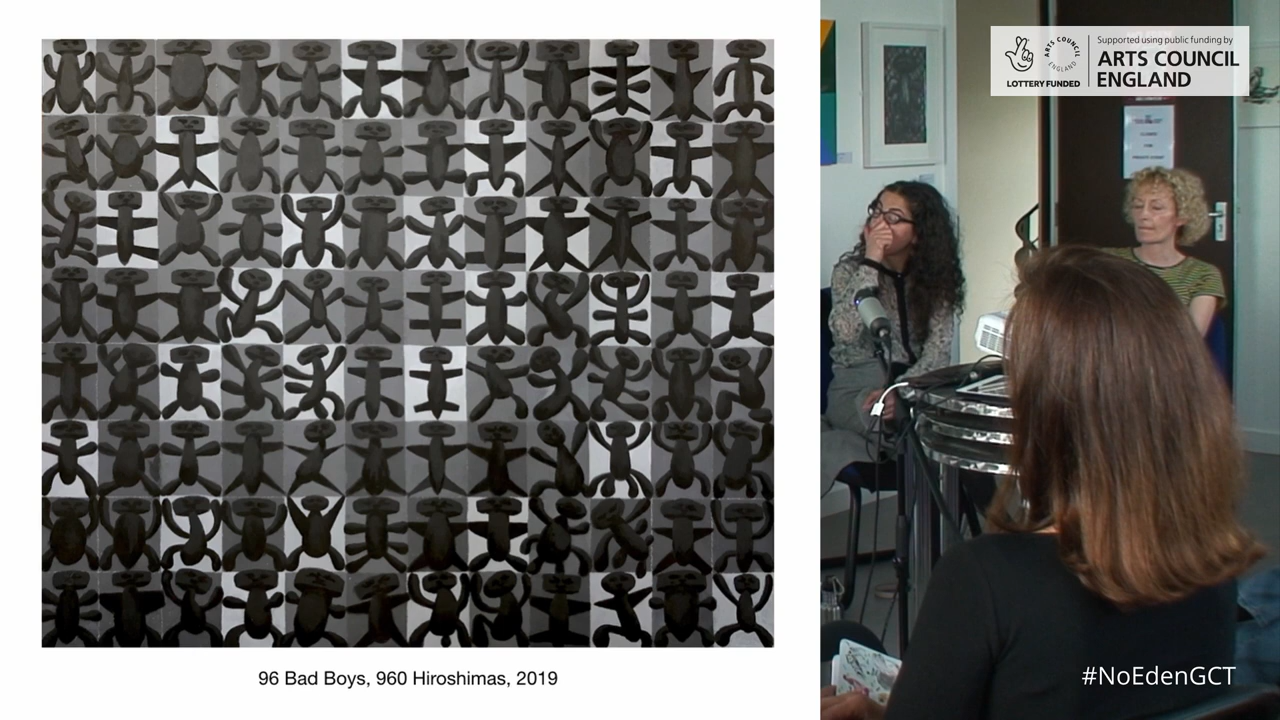 96 Bad Boys, 960 Hiroshimas, 2019
LOTTERY FUNDED
ARTS COUNCIL
ENGLAND
Supported using public funding by
ARTS COUNCIL
ENGLAND
#NoEdenGCT